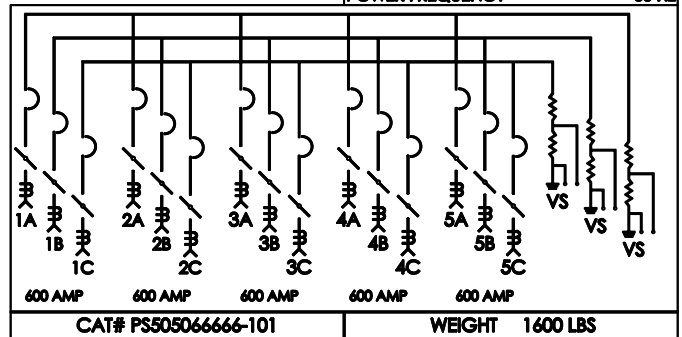 1A 2A 3A 4A 5A VS
1B 2B 3B 4B 5B VS
1C 2C 3C 4C 5C VS
600 AMP 600 AMP 600 AMP 600 AMP 600 AMP
CAT# PS505066666-101 WEIGHT 1600 LBS